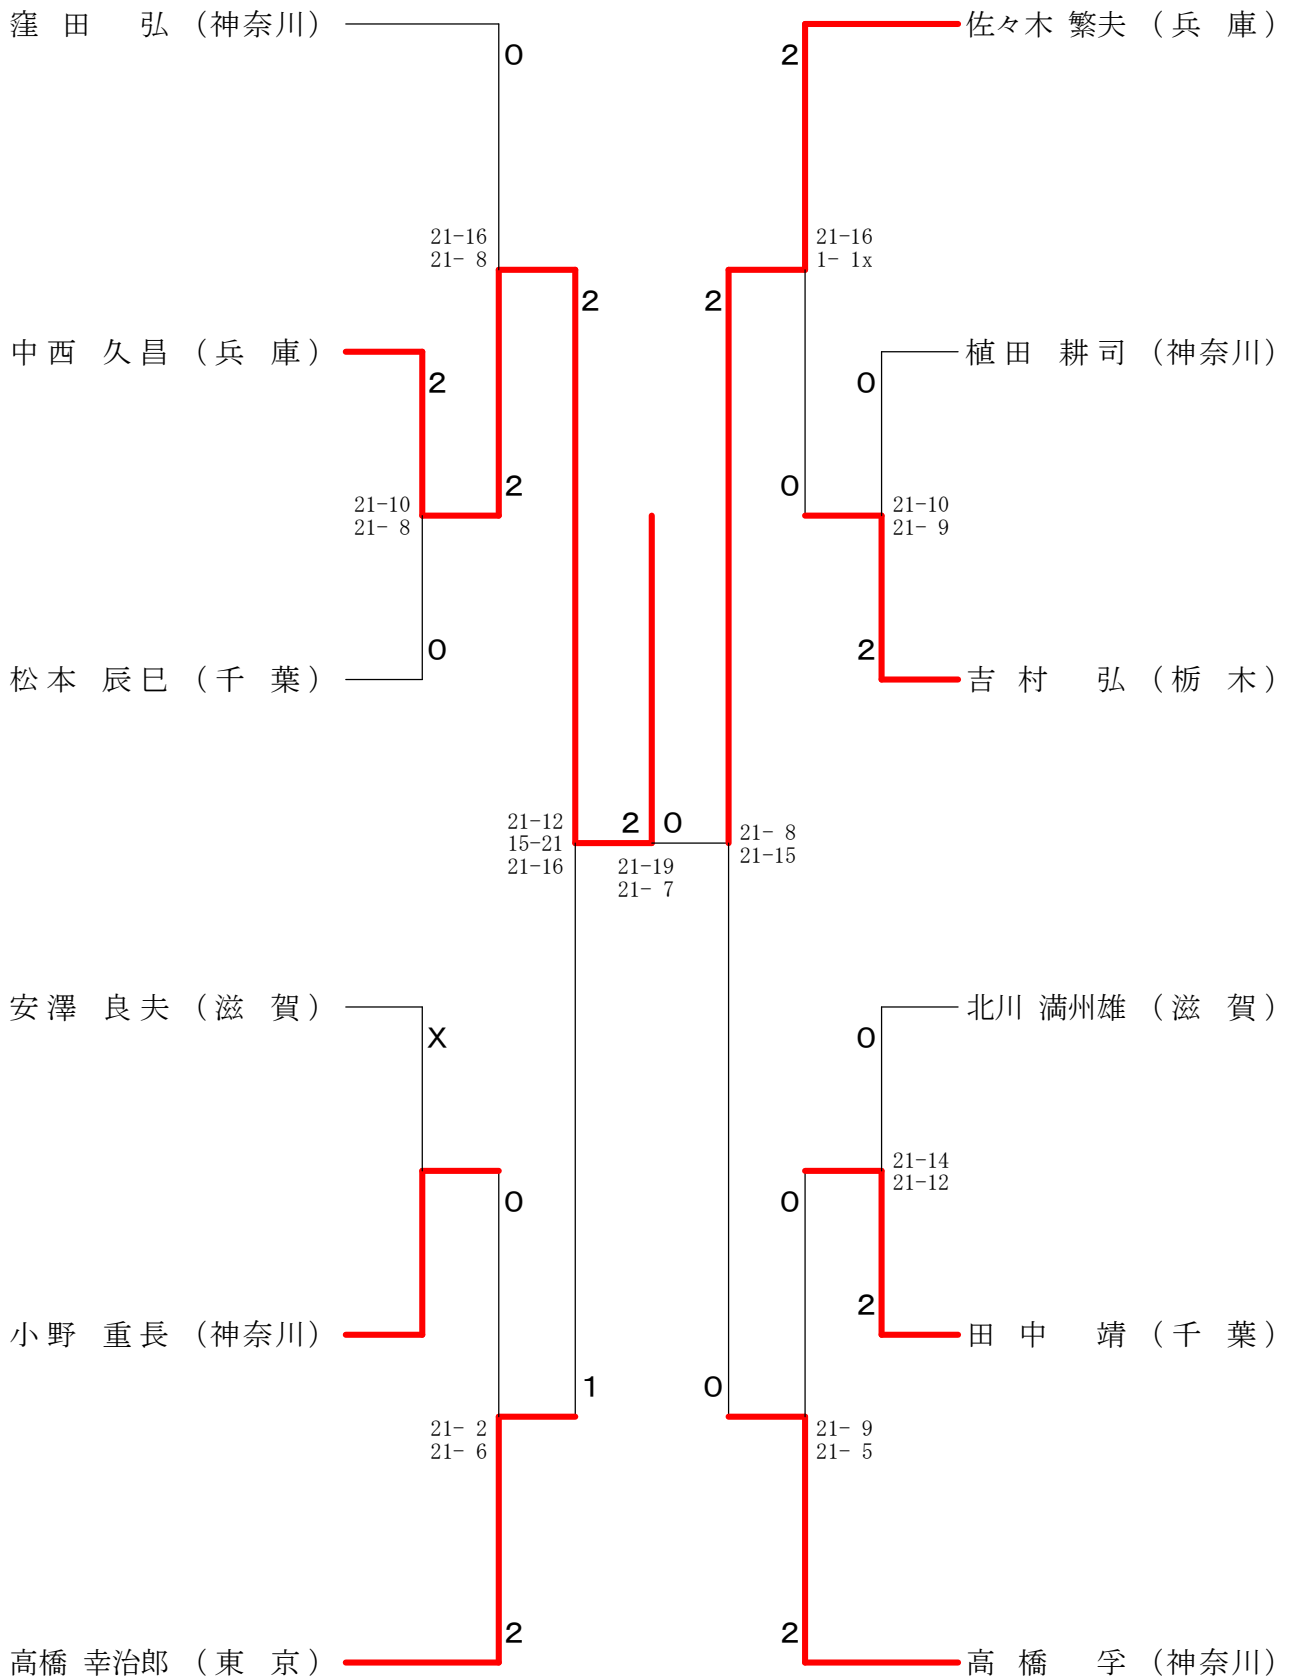 窪田 弘 (神奈川)
佐々木 繁夫 (兵 庫)
0
2
21-16
21- 8
21-16
1- 1x
2
2
中西 久昌 (兵 庫)
植田 耕司 (神奈川)
2
0
2
0
21-10
21- 8
21-10
21- 9
0
2
松本 辰巳 (千 葉)
吉村 弘 (栃 木)
21-12
15-21
21-16
2 0
21-19
21- 7
21- 8
21-15
安澤 良夫 (滋 賀)
北川 満州雄 (滋 賀)
X
0
21-14
21-12
0
0
2
小野 重長 (神奈川)
田中 靖 (千 葉)
1
0
21- 2
21- 6
21- 9
21- 5
2
2
高橋 幸治郎 (東 京)
高橋 孚 (神奈川)